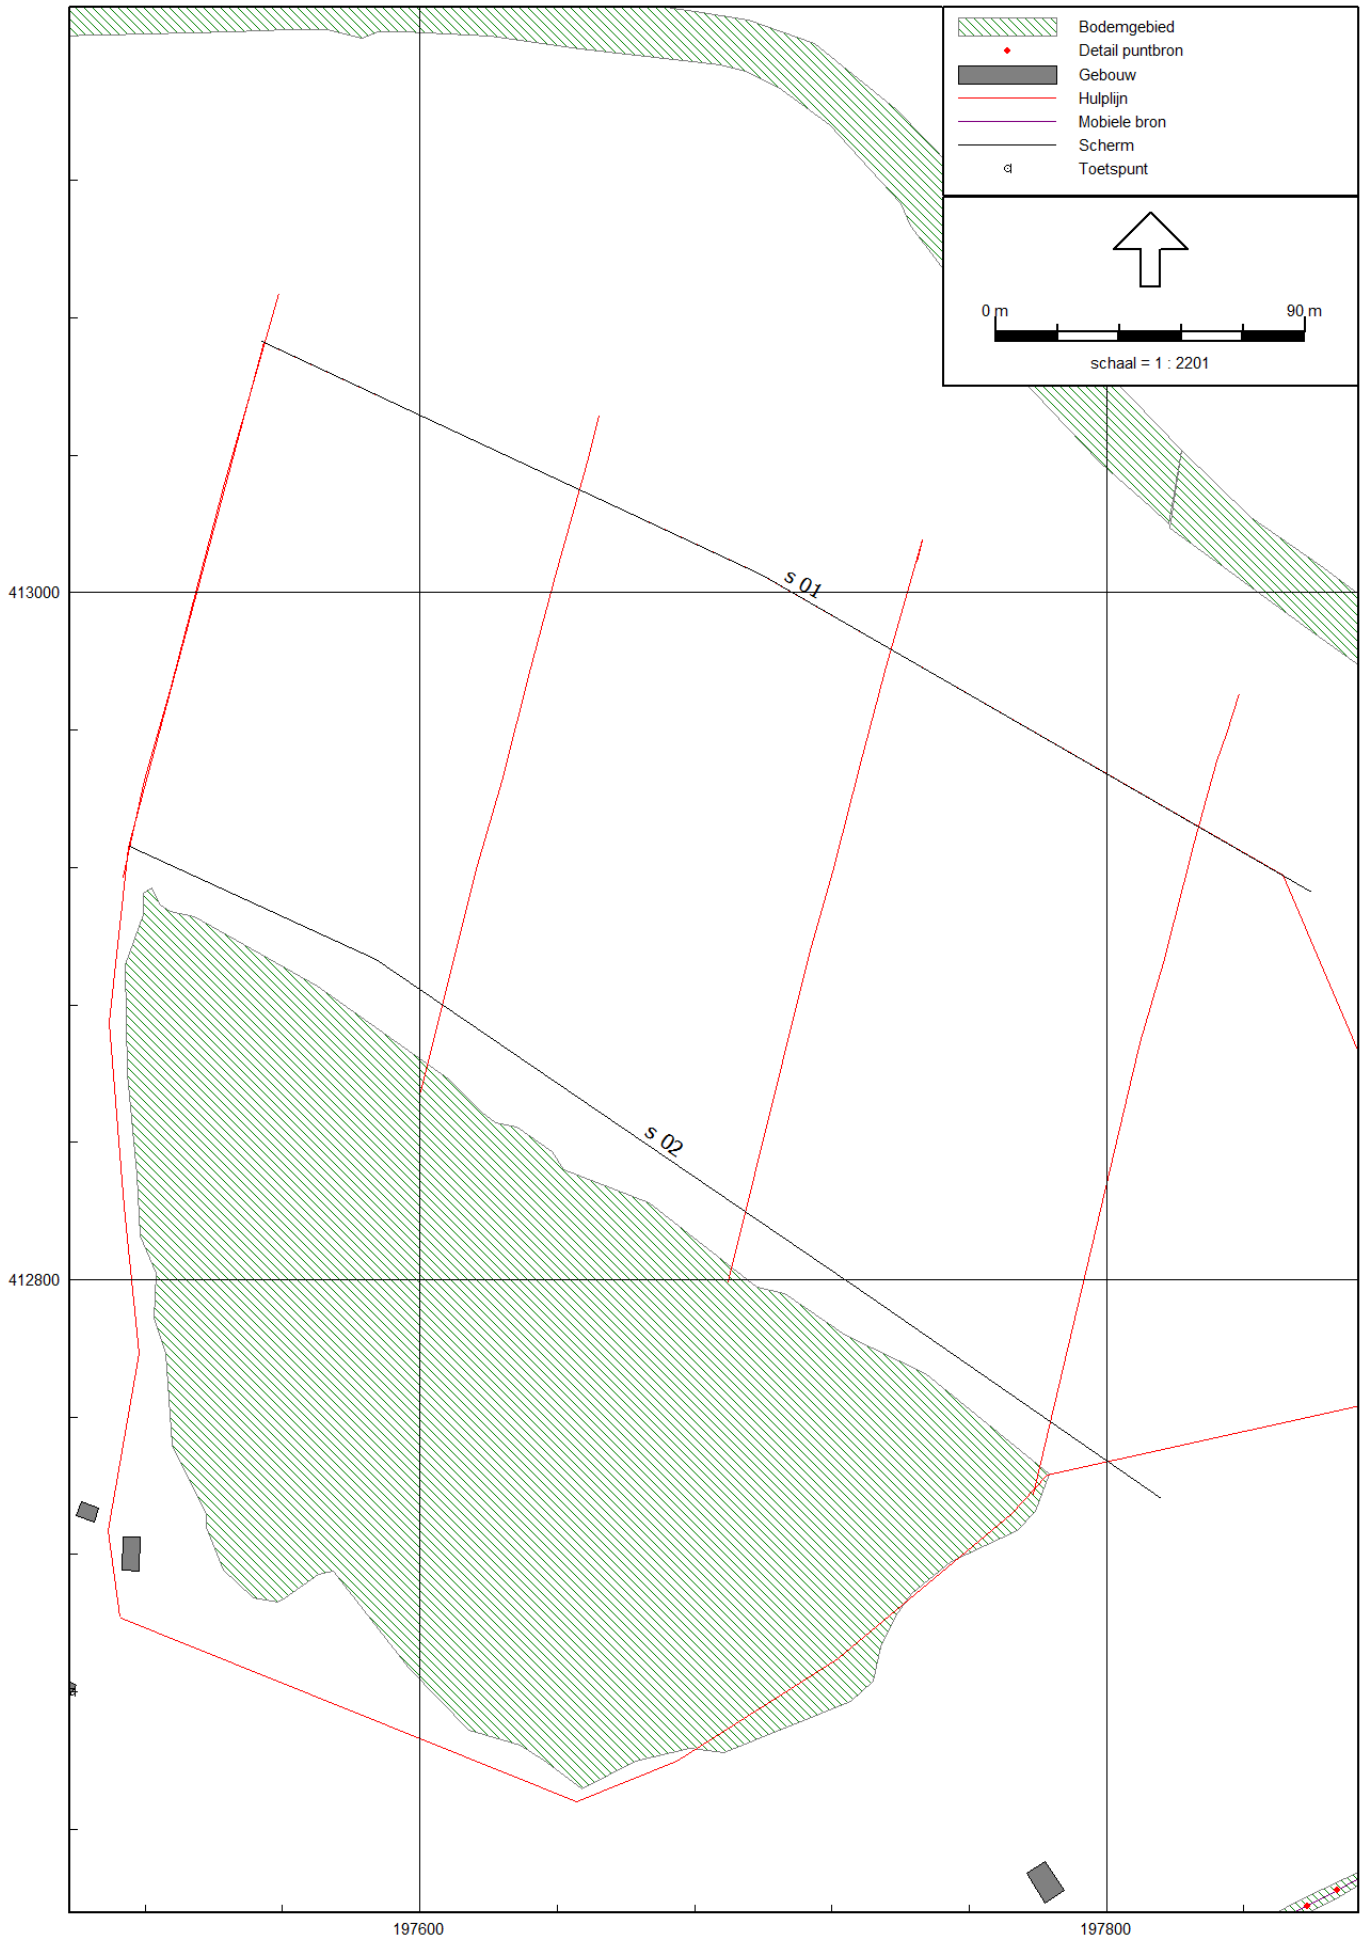 Bodemgebied
Detail puntbron
Gebouw
Hulplijn
Mobiele bron
Scherm
Toetspunt
0 m 90 m
schaal = 1 : 2201
s 01
413000
s 02
412800
197600 197800